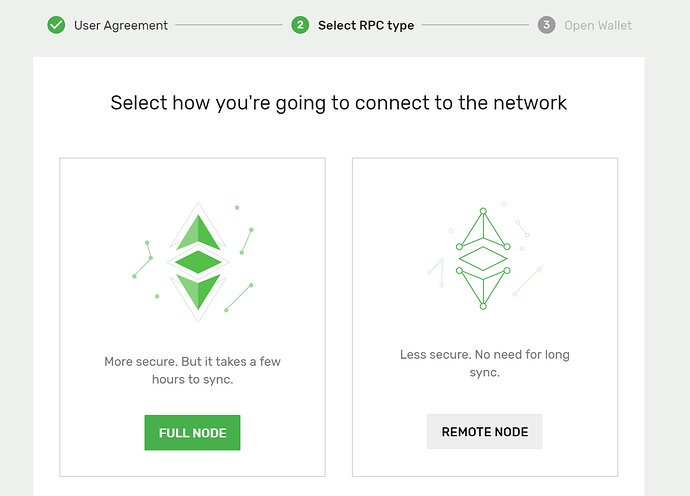 User Agreement
2 Select RPC type
3 Open Wallet
Select how you're going to connect to the network
More secure. But it takes a few
hours to sync.
FULL NODE
Less secure. No need for long
sync.
REMOTE NODE